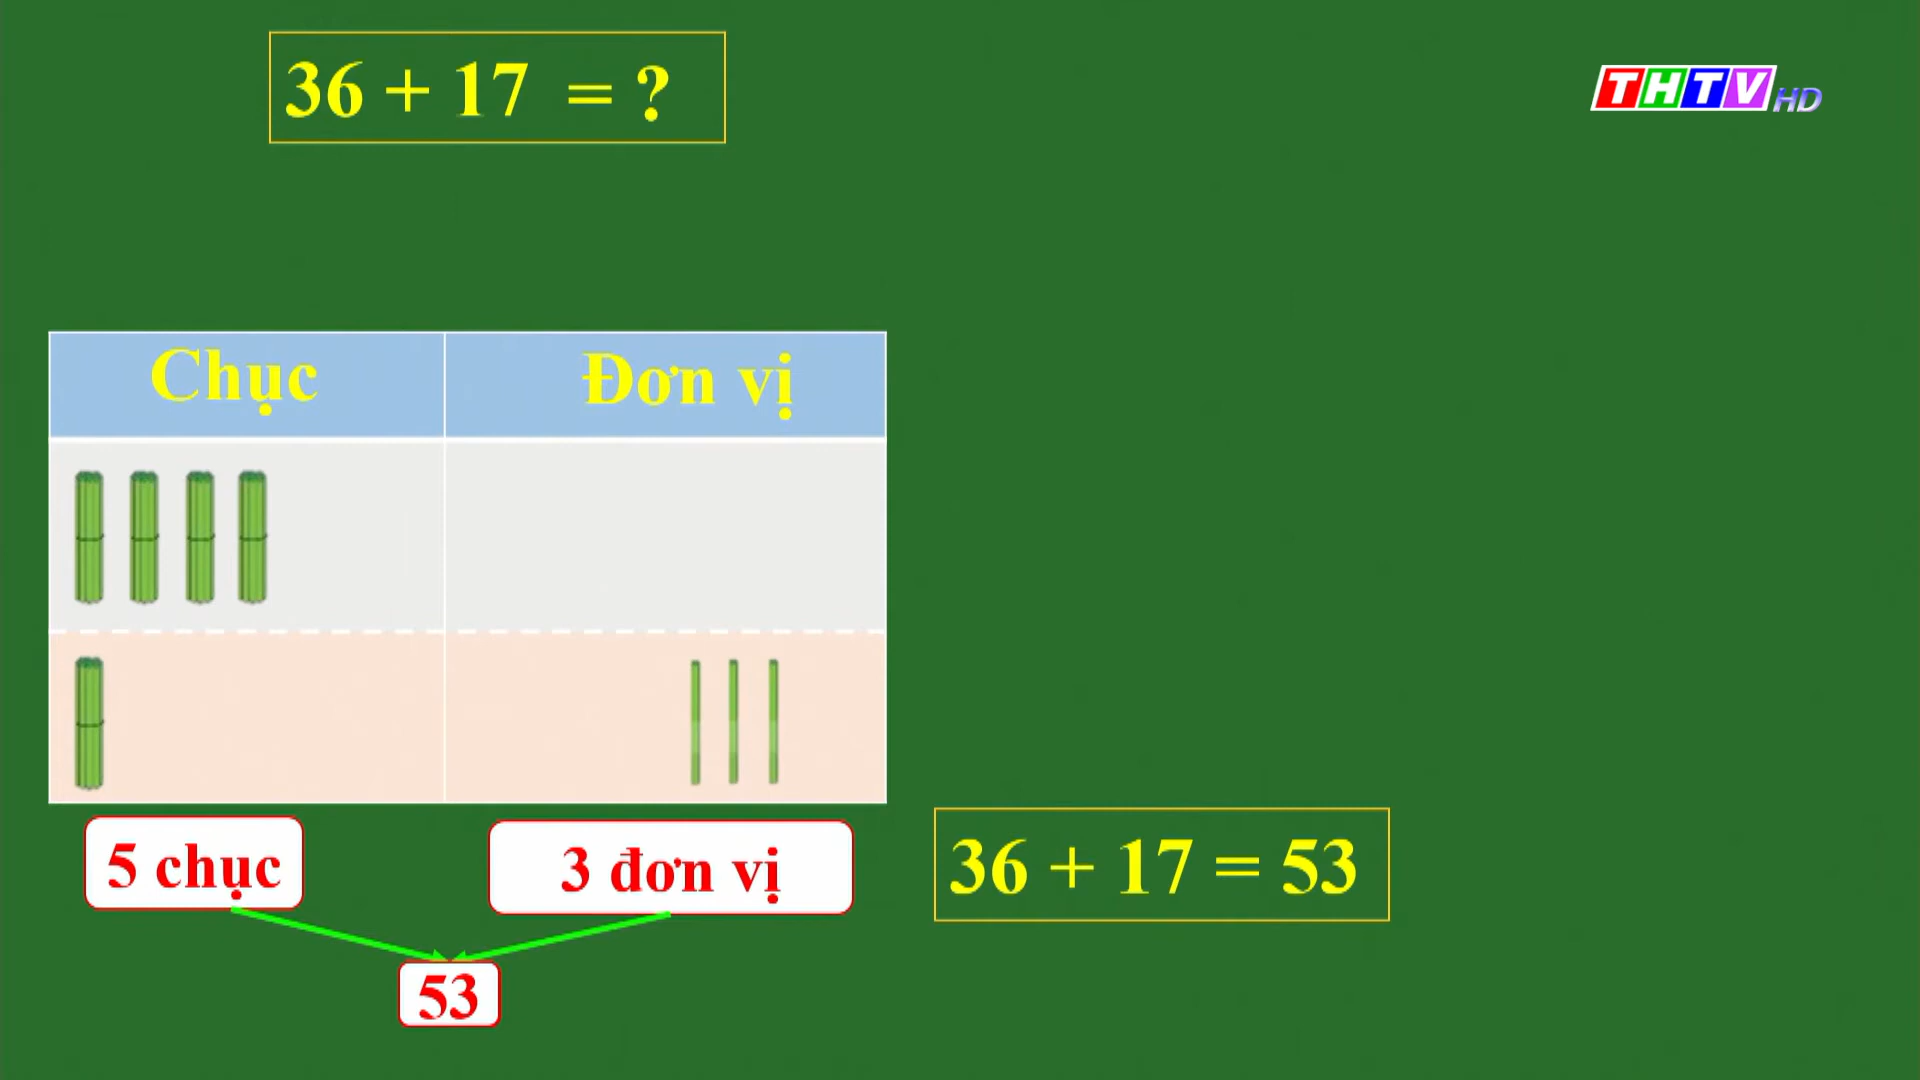 36 + 17 = ?
THTV HD
Chục Đơn vị
5 chục 3 đơn vị
36 + 17 = 53
53